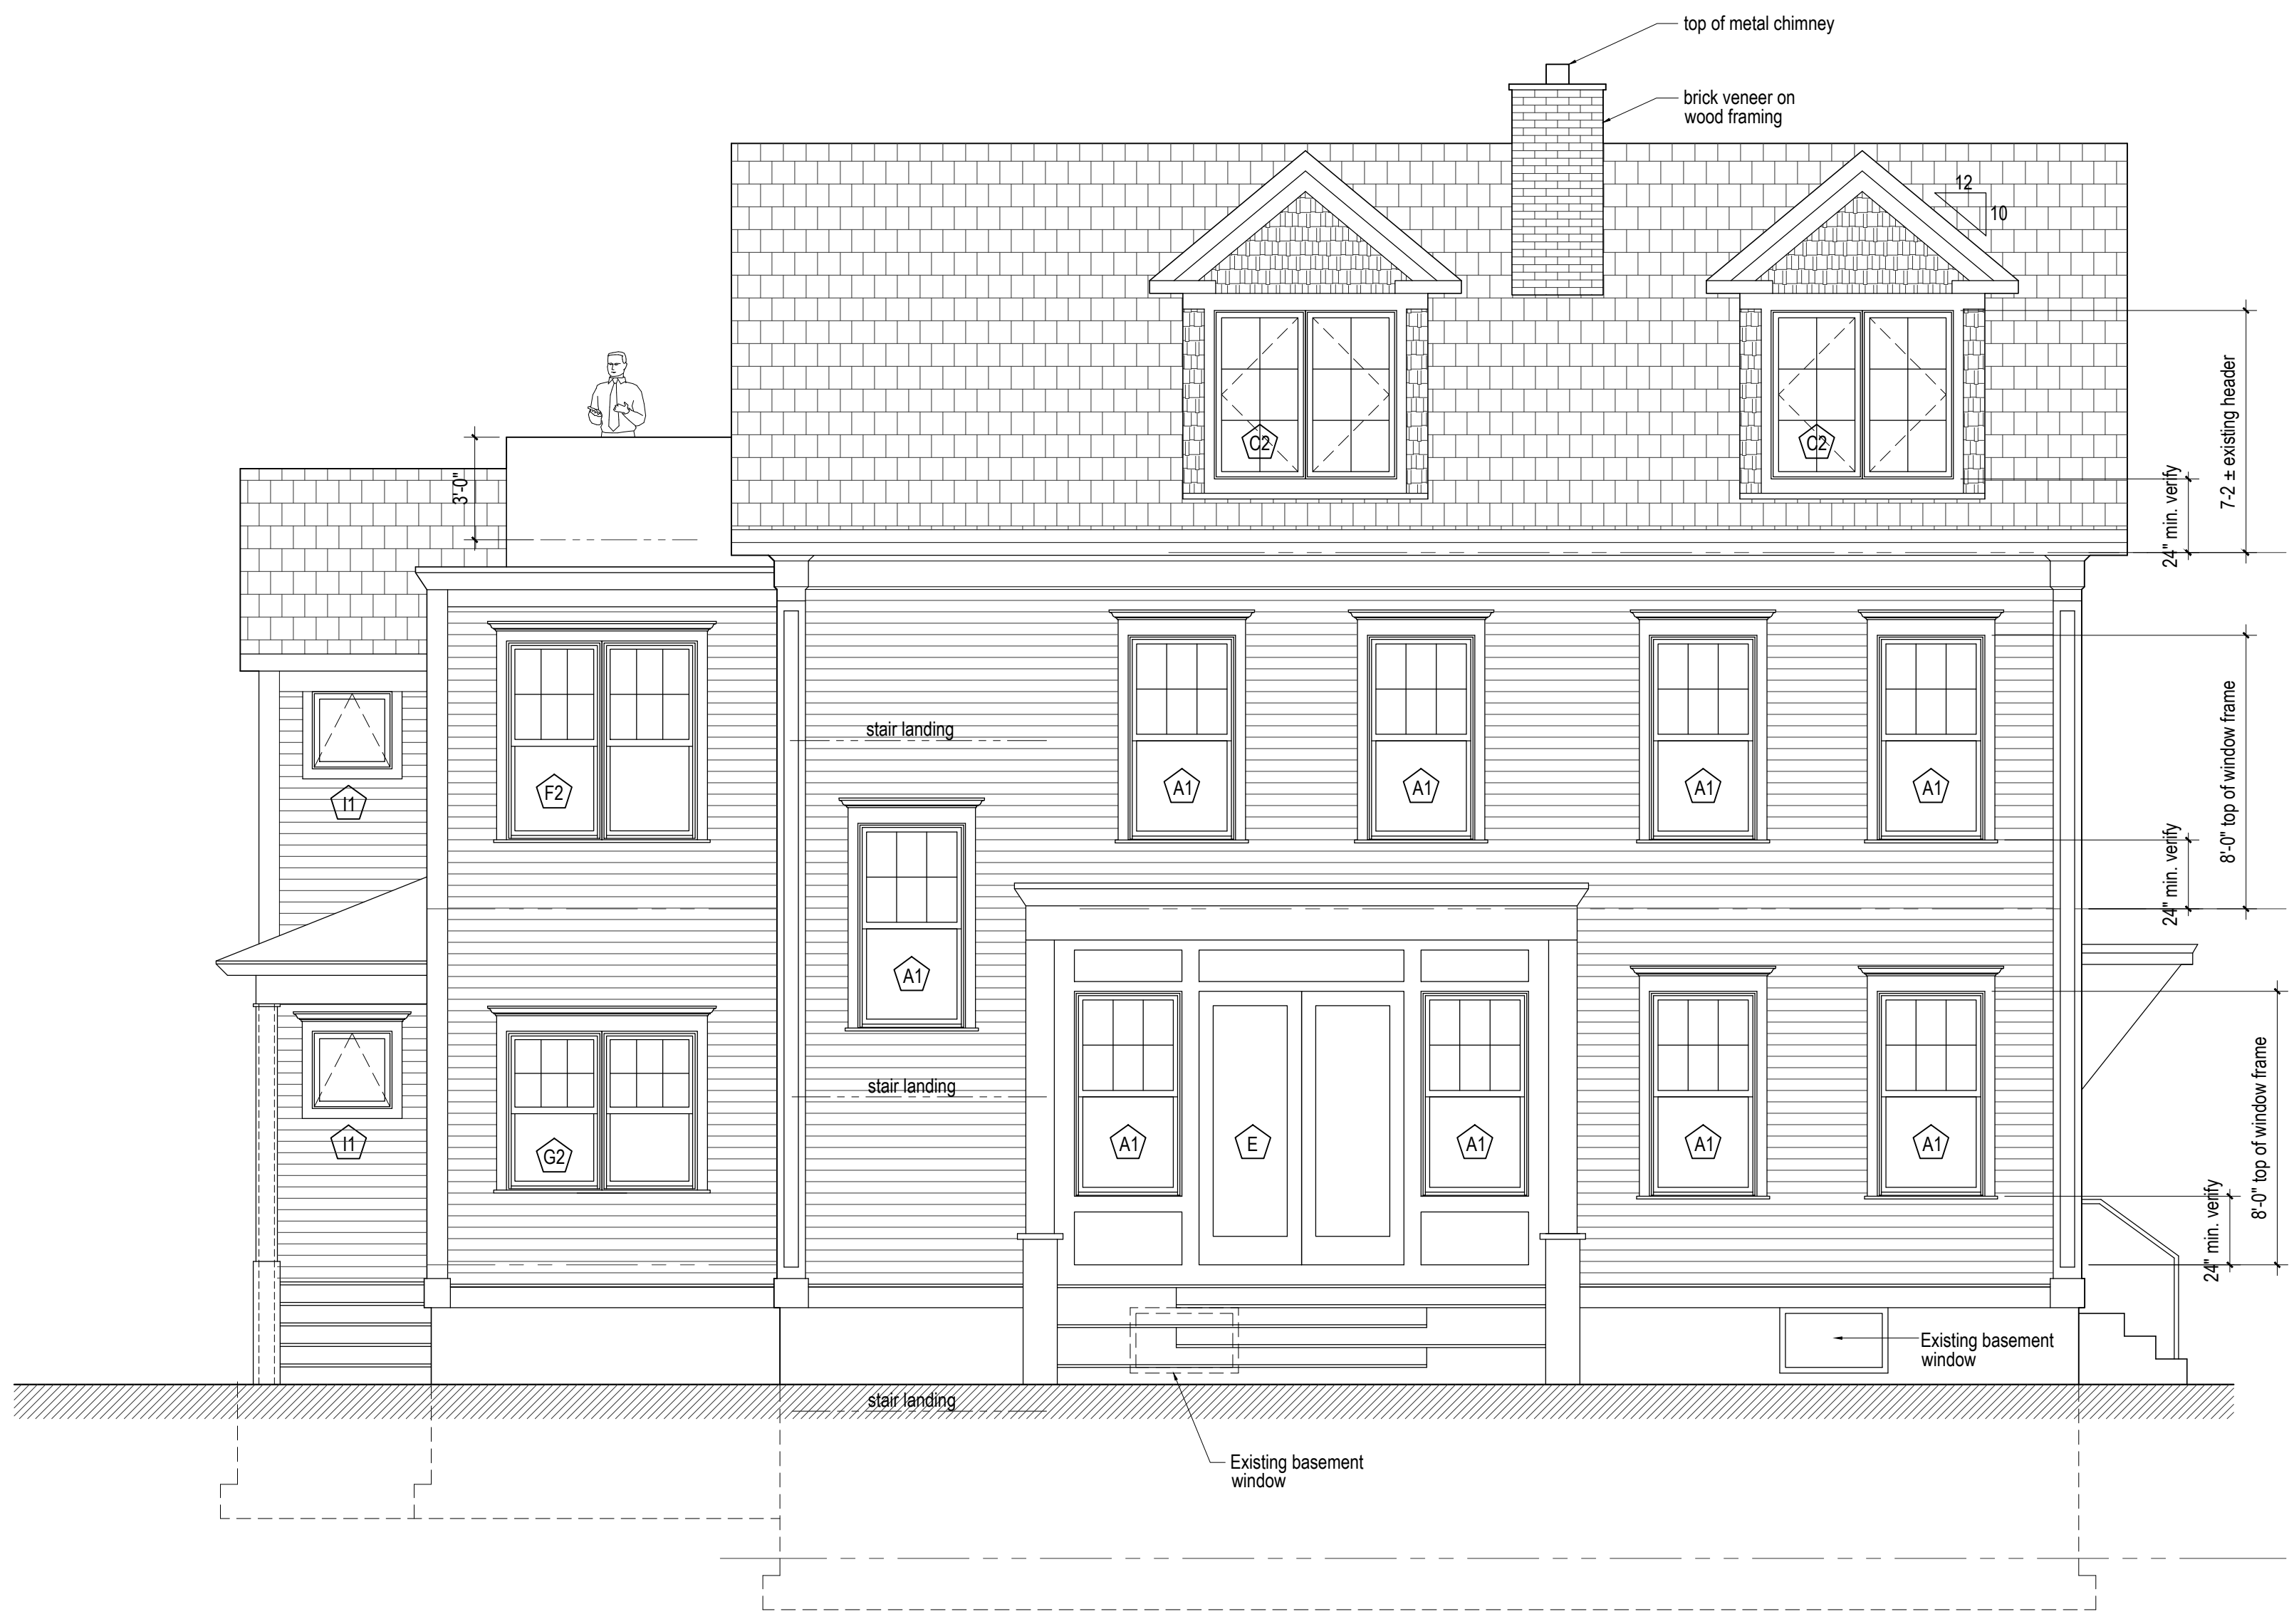 top of metal chimney
brick veneer on
wood framing
12
10
7-2 ± existing header
3'-0"
C2
C2
24" min. verify
8'-0" top of window frame
stair landing
F2
A1
A1
A1
A1
I1
24" min. verify
A1
stair landing
8'-0" top of window frame
I1
G2
A1
E
A1
A1
A1
24" min. verify
Existing basement
window
stair landing
Existing basement
window